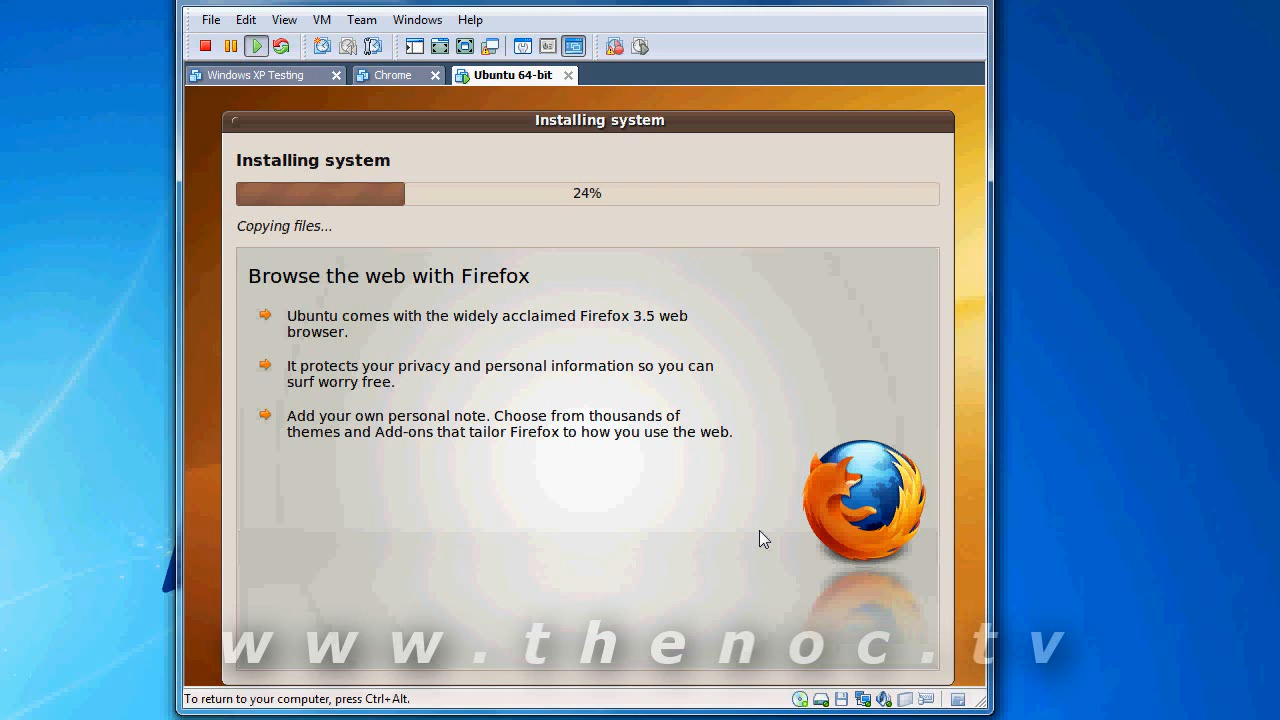 File Edit View VM Team Windows Help
Windows XP Testing Chrome Ubuntu 64-bit
Installing system
Installing system
24%
Copying files...
Browse the web with Firefox
Ubuntu comes with the widely acclaimed Firefox 3.5 web
browser.
It protects your privacy and personal information so you can
surf worry free.
Add your own personal note. Choose from thousands of
themes and Add-ons that tailor Firefox to how you use the web.
www.thenoc.tv
To return to your computer, press Ctrl+Alt.